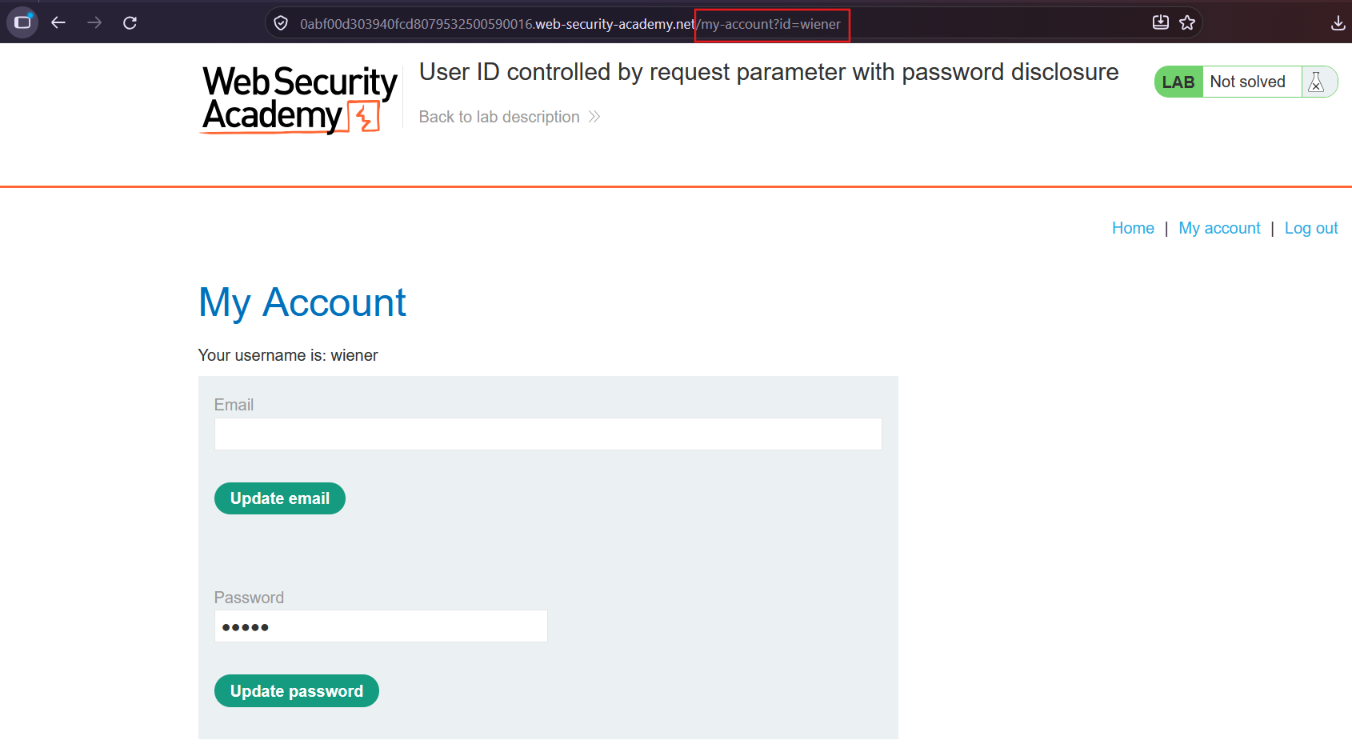 0abf00d303940fcd8079532500590016.web-security-academy.net/my-account?id=wiener
WebSecurity
Academy
User ID controlled by request parameter with password disclosure
Back to lab description
LAB Not solved
Home | My account | Log out
My Account
Your username is: wiener
Email
Update email
Password
•••••
Update password